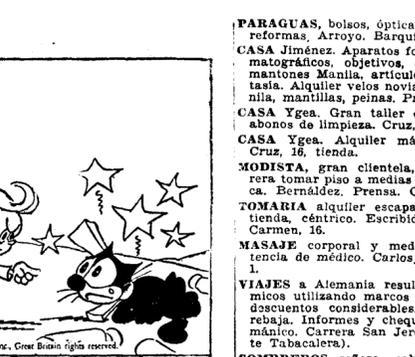 PARAGUAS, bolsos, óptica
reformas, Arroyo. Barqui
CASA Jiménez. Aparatos fo
matográficos, objetivos,
mantones Manila, artícul
tasia. Alquiler velos novia
nila, mantillas, peinas. Pr
CASA Ygea. Gran taller
abonos de limpieza. Cruz,
CASA Ygea. Alquiler má
Cruz, 16, tienda.
MODISTA, gran clientela,
rera tomar piso a medias
ca. Bernáldez. Prensa. C
TOMARIA alquiler escapa
tienda, céntrico. Escribid
Carmen, 16.
MASAJE corporal y med
tencia de médico. Carlos
1.
VIAJES a Alemania resul
micos utilizando marcos
descuentos considerables
rebaja. Informes y chequ
mánico. Carrera San Jer
te Tabacalera).
nc., Great Britain rights reserved.